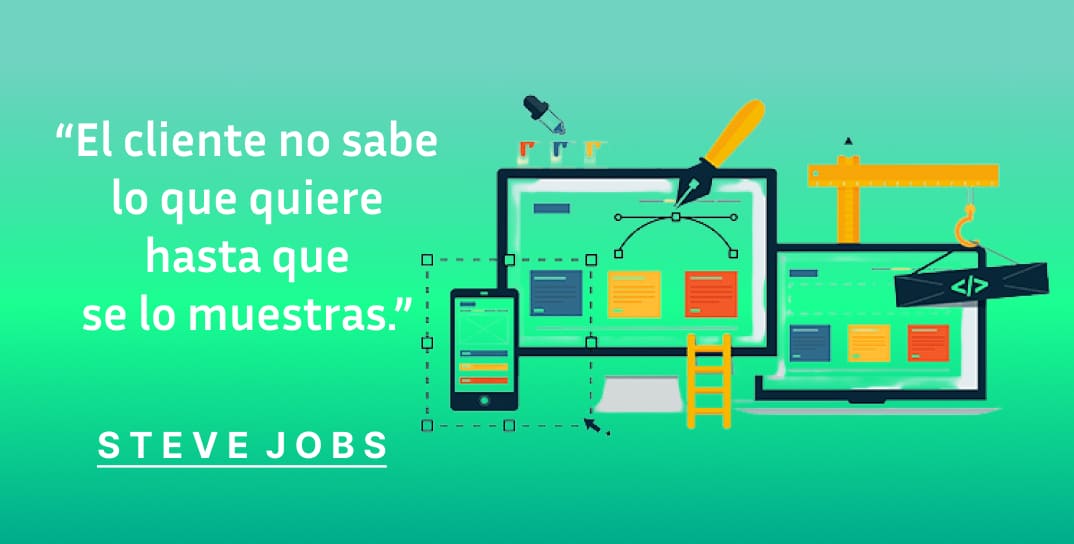 “El cliente no sabe
lo que quiere
hasta que
se lo muestras.”
STEVE JOBS
</>